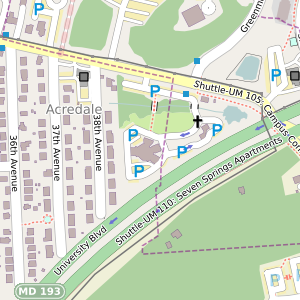 P
P
Greenm
P
P
Shuttle-UM 105: Campus Con
P
P
Acredale
P
P
P
P
P
36th Avenue
37th Avenue
38th Avenue
University Blvd
Shuttle-UM 110: Seven Springs Apartments
MD 193
P